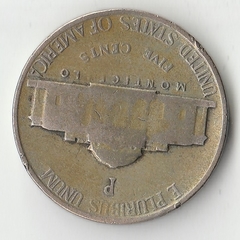 E PLURIBUS UNUM
P
MONTICELLO
FIVE CENTS
UNITED STATES OF AMERICA